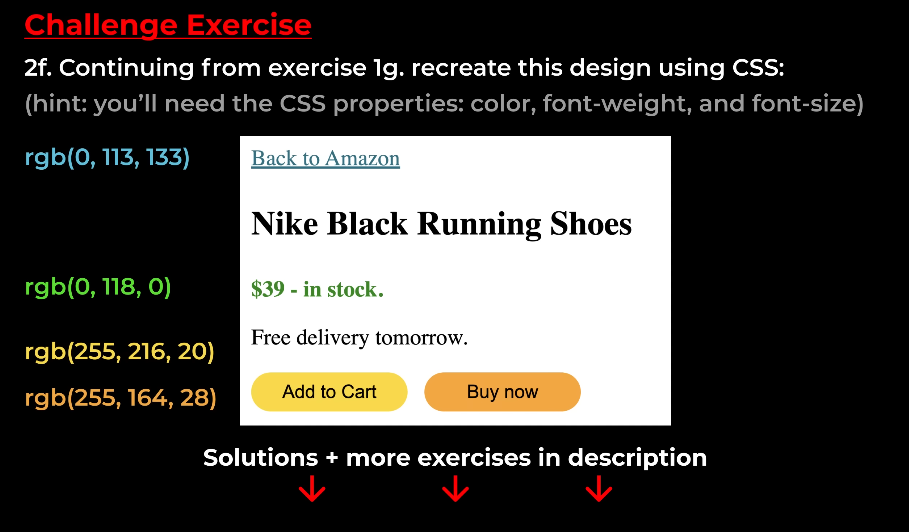 Challenge Exercise
2f. Continuing from exercise 1g. recreate this design using CSS:
(hint: you’ll need the CSS properties: color, font-weight, and font-size)
rgb(0, 113, 133)
Back to Amazon
Nike Black Running Shoes
rgb(0, 118, 0)
$39 - in stock.
Free delivery tomorrow.
rgb(255, 216, 20)
rgb(255, 164, 28)
Add to Cart
Buy now
Solutions + more exercises in description